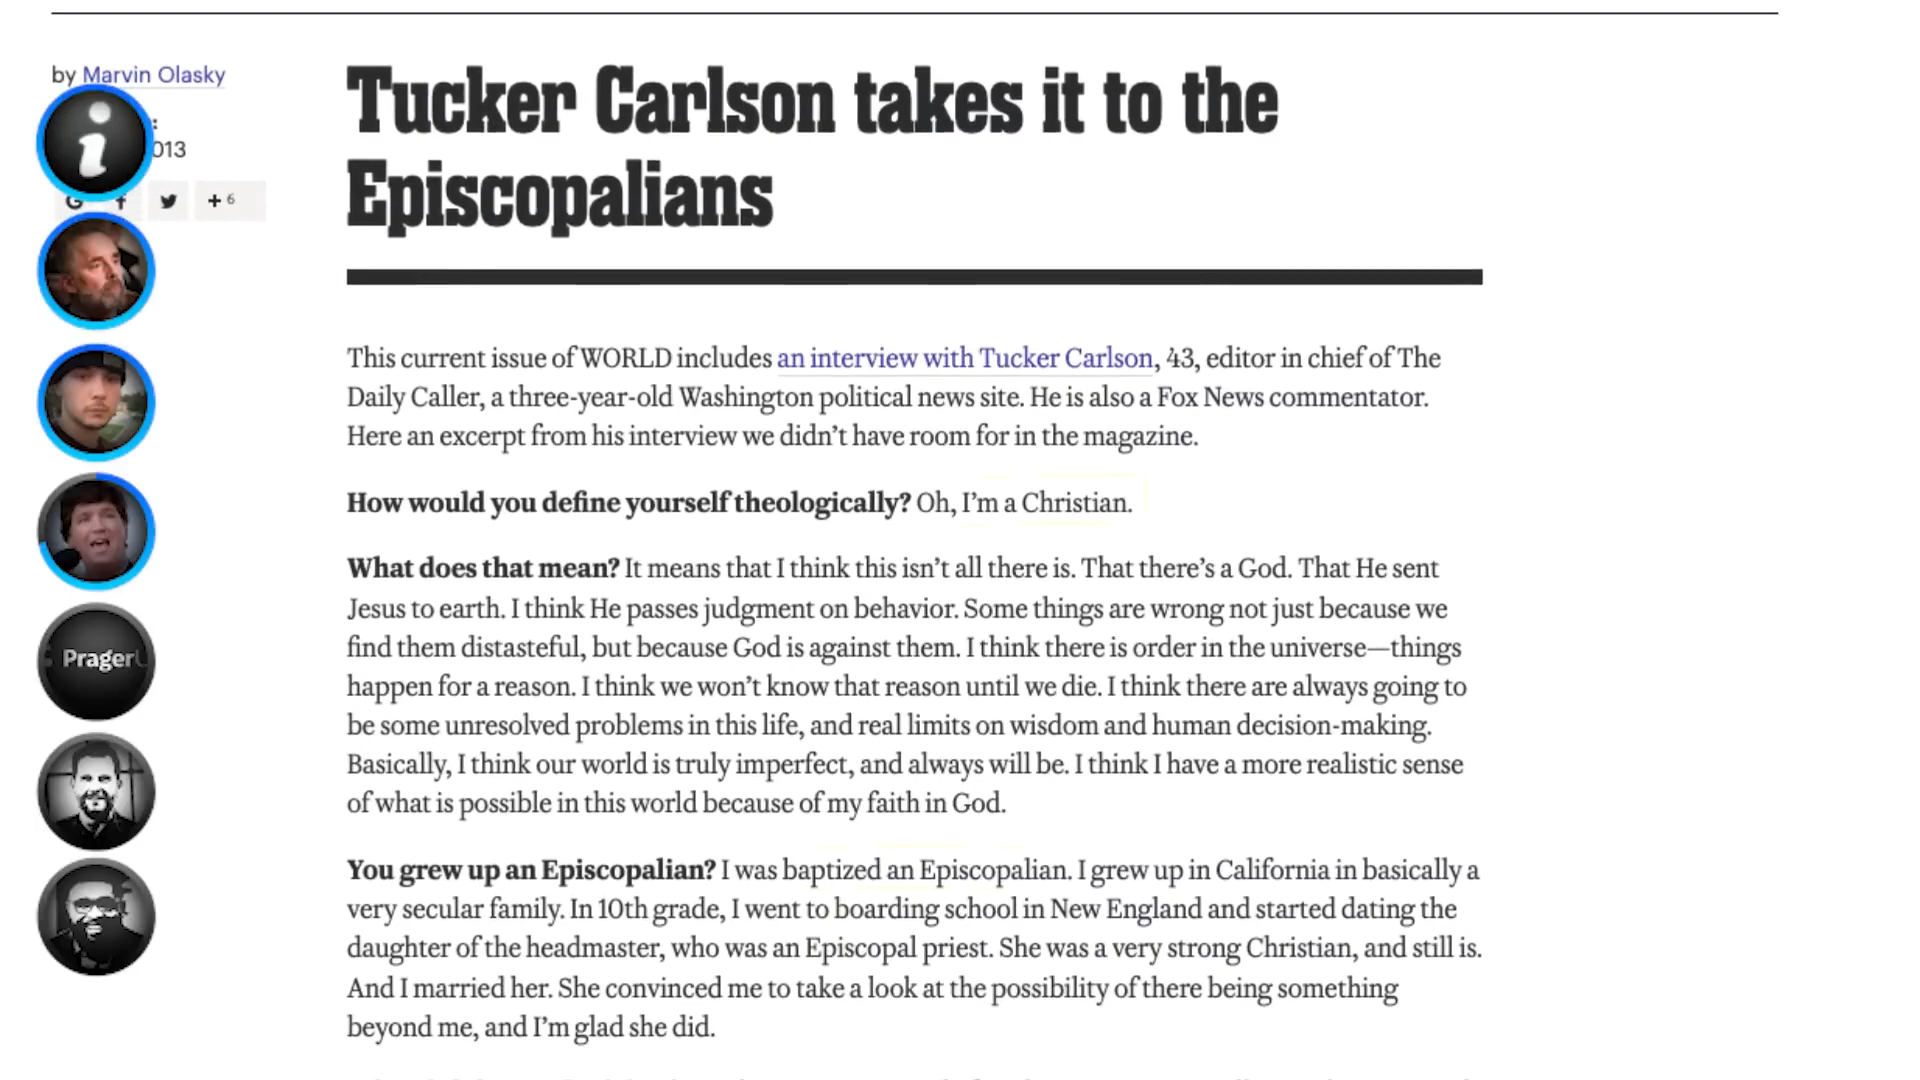 by Marvin Olasky
:
013
+ 6
Tucker Carlson takes it to the
Episcopalians
This current issue of WORLD includes an interview with Tucker Carlson, 43, editor in chief of The
Daily Caller, a three-year-old Washington political news site. He is also a Fox News commentator.
Here an excerpt from his interview we didn’t have room for in the magazine.
How would you define yourself theologically? Oh, I’m a Christian.
What does that mean? It means that I think this isn’t all there is. That there’s a God. That He sent
Jesus to earth. I think He passes judgment on behavior. Some things are wrong not just because we
find them distasteful, but because God is against them. I think there is order in the universe—things
happen for a reason. I think we won’t know that reason until we die. I think there are always going to
be some unresolved problems in this life, and real limits on wisdom and human decision-making.
Basically, I think our world is truly imperfect, and always will be. I think I have a more realistic sense
of what is possible in this world because of my faith in God.
You grew up an Episcopalian? I was baptized an Episcopalian. I grew up in California in basically a
very secular family. In 10th grade, I went to boarding school in New England and started dating the
daughter of the headmaster, who was an Episcopal priest. She was a very strong Christian, and still is.
And I married her. She convinced me to take a look at the possibility of there being something
beyond me, and I’m glad she did.
i
PragerU